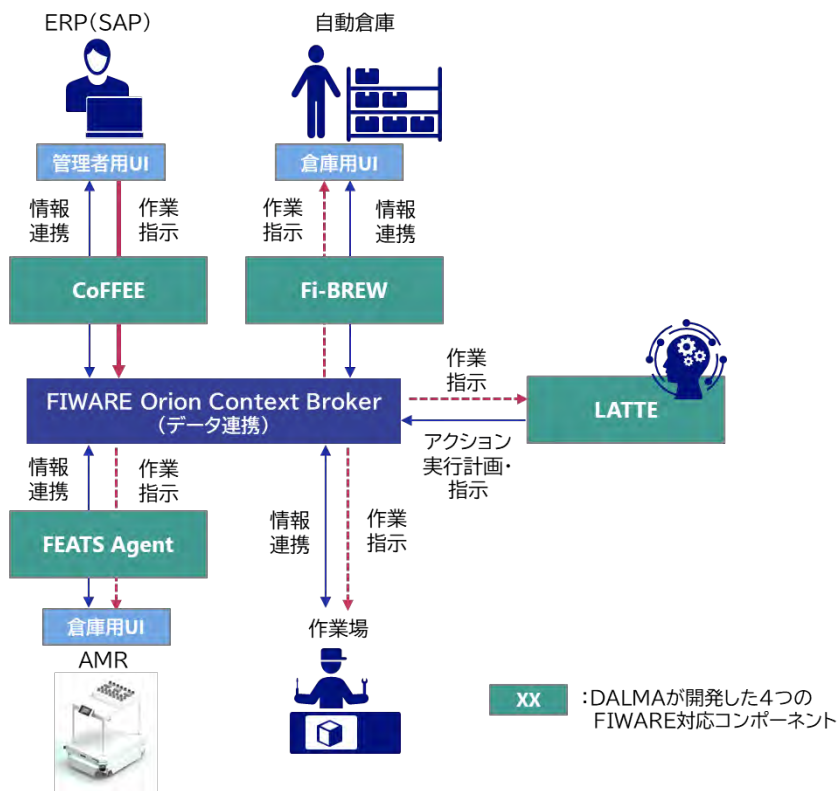 ERP(SAP)
自動倉庫
管理者用UI
倉庫用UI
情報
連携
作業
指示
作業
指示
情報
連携
CoFFEE
Fi-BREW
作業
指示
FIWARE Orion Context Broker
(データ連携)
LATTE
アクション
実行計画・
指示
情報
連携
作業
指示
情報
連携
作業
指示
FEATS Agent
倉庫用UI
AMR
作業場
XX
:DALMAが開発した4つの
FIWARE対応コンポーネント